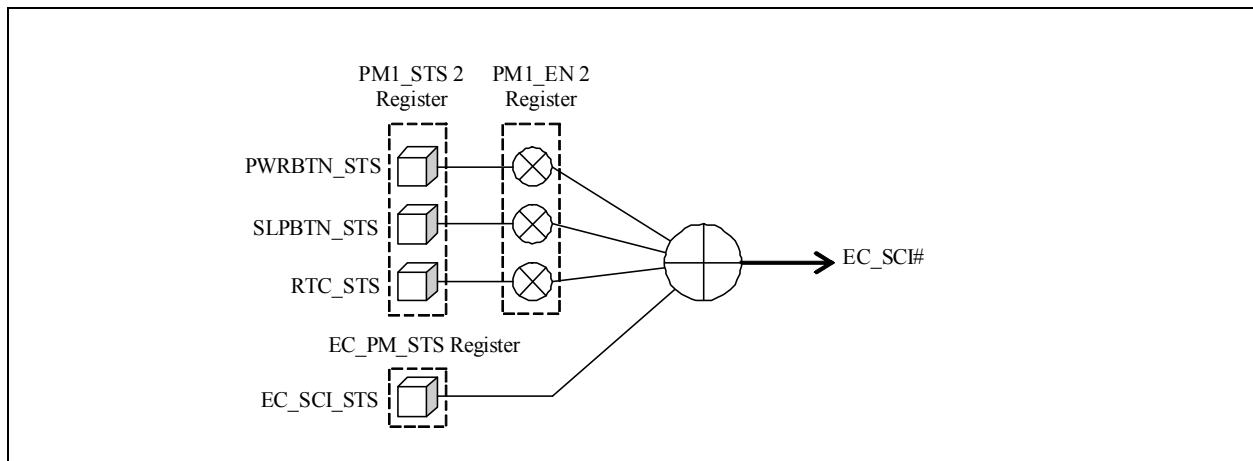 PM1_STS 2
Register
PM1_EN 2
Register
PWRBTN_STS
SLPBTN_STS
RTC_STS
EC_SCI#
EC_PM_STS Register
EC_SCI_STS